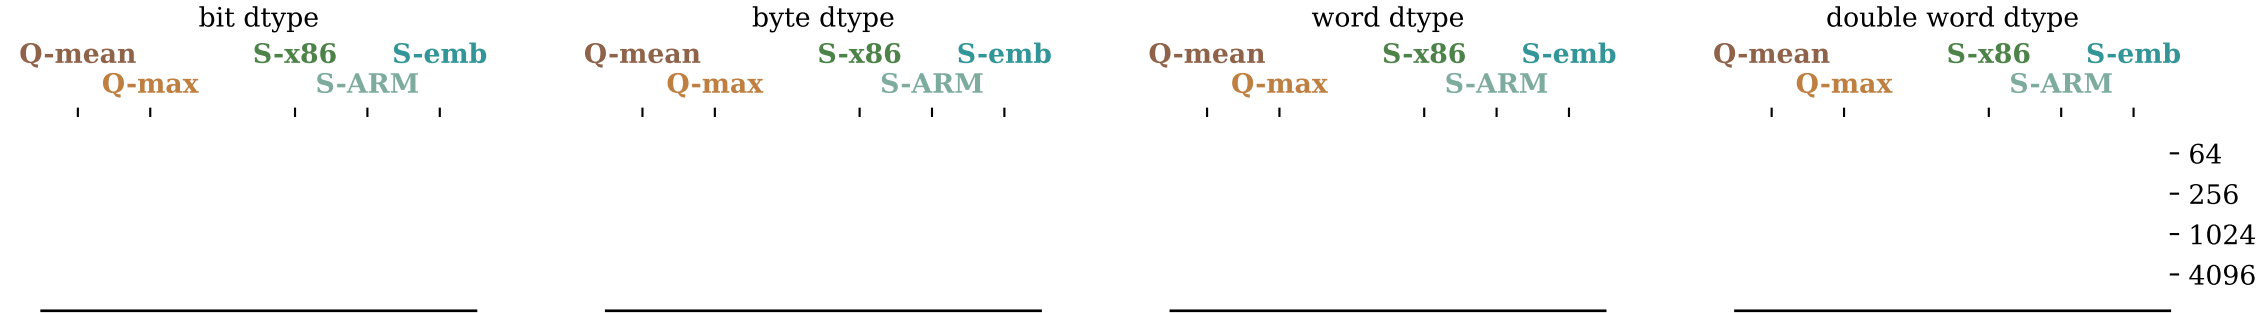 bit dtype byte dtype word dtype double word dtype
Q-mean S-x86 S-emb Q-mean S-x86 S-emb Q-mean S-x86 S-emb Q-mean S-x86 S-emb
Q-max S-ARM Q-max S-ARM Q-max S-ARM Q-max S-ARM
64
256
1024
4096